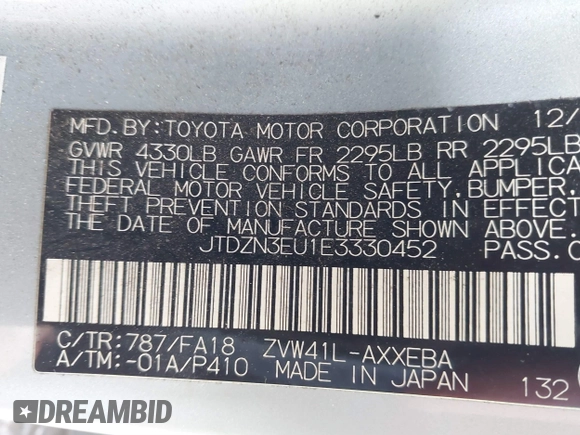 MFD. BY: TOYOTA MOTOR CORPORATION 12/
GVWR 4330LB GAWR FR 2295LB RR 2295LB
THIS VEHICLE CONFORMS TO ALL APPLICA
FEDERAL MOTOR VEHICLE SAFETY, BUMPER,
THEFT PREVENTION STANDARDS IN EFFECT
THE DATE OF MANUFACTURE SHOWN ABOVE.
JTDZN3EU1E3330452 PASS.C
C/TR:787/FA18 ZVW41L-AXXEBA
A/TM:-01A/P410 MADE IN JAPAN 132
DREAMBID